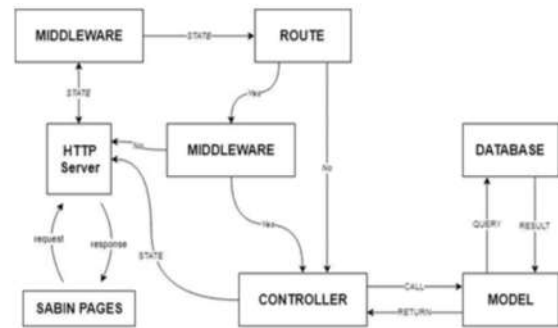 MIDDLEWARE
STATE
ROUTE
STATE
Yes
HTTP
Server
No
MIDDLEWARE
DATABASE
No
Yes
QUERY
RESULT
request
response
STATE
SABIN PAGES
CONTROLLER
CALL
RETURN
MODEL